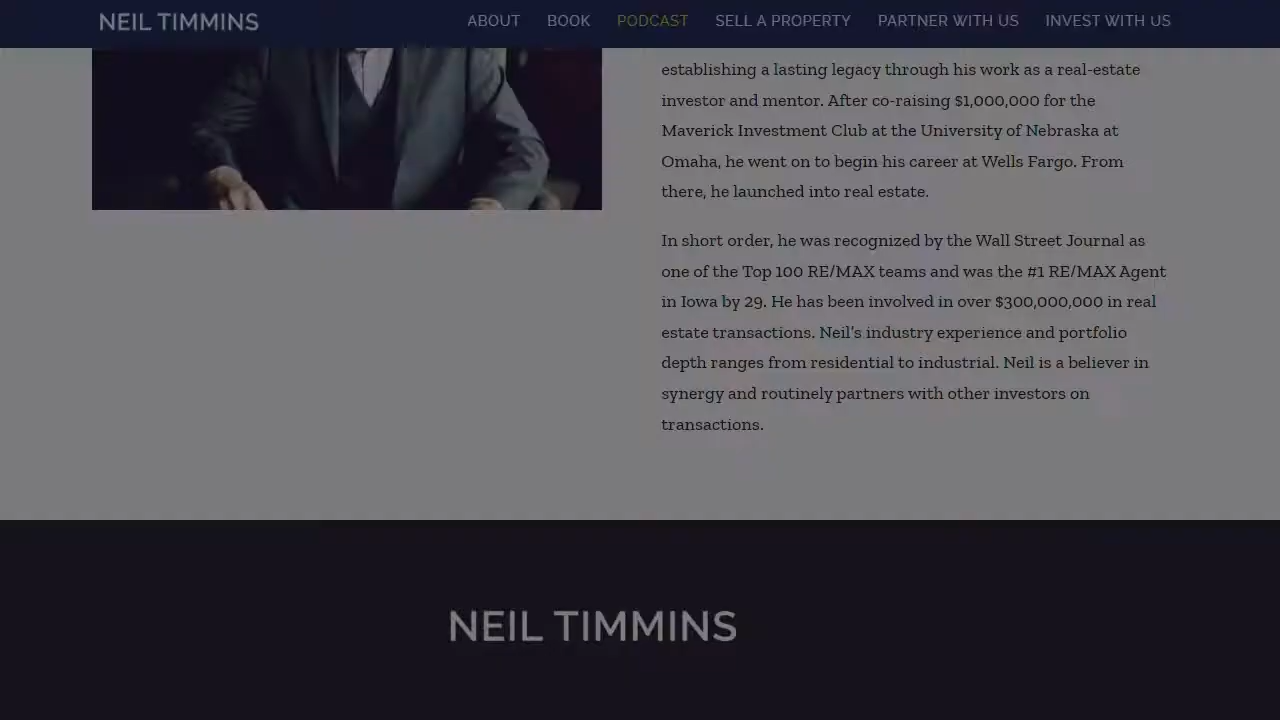 NEIL TIMMINS
ABOUT BOOK PODCAST SELL A PROPERTY PARTNER WITH US INVEST WITH US
establishing a lasting legacy through his work as a real-estate
investor and mentor. After co-raising $1,000,000 for the
Maverick Investment Club at the University of Nebraska at
Omaha, he went on to begin his career at Wells Fargo. From
there, he launched into real estate.
In short order, he was recognized by the Wall Street Journal as
one of the Top 100 RE/MAX teams and was the #1 RE/MAX Agent
in Iowa by 29. He has been involved in over $300,000,000 in real
estate transactions. Neil's industry experience and portfolio
depth ranges from residential to industrial. Neil is a believer in
synergy and routinely partners with other investors on
transactions.
NEIL TIMMINS